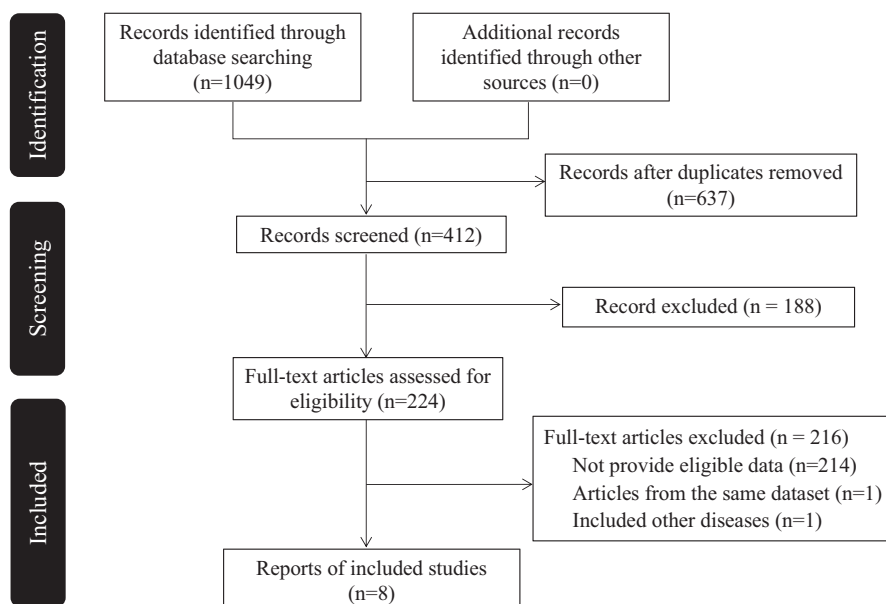 Identification
Records identified through
database searching
(n=1049)
Additional records
identified through other
sources (n=0)
Records after duplicates removed
(n=637)
Screening
Records screened (n=412)
Record excluded (n = 188)
Full-text articles assessed for
eligibility (n=224)
Included
Full-text articles excluded (n = 216)
Not provide eligible data (n=214)
Articles from the same dataset (n=1)
Included other diseases (n=1)
Reports of included studies
(n=8)